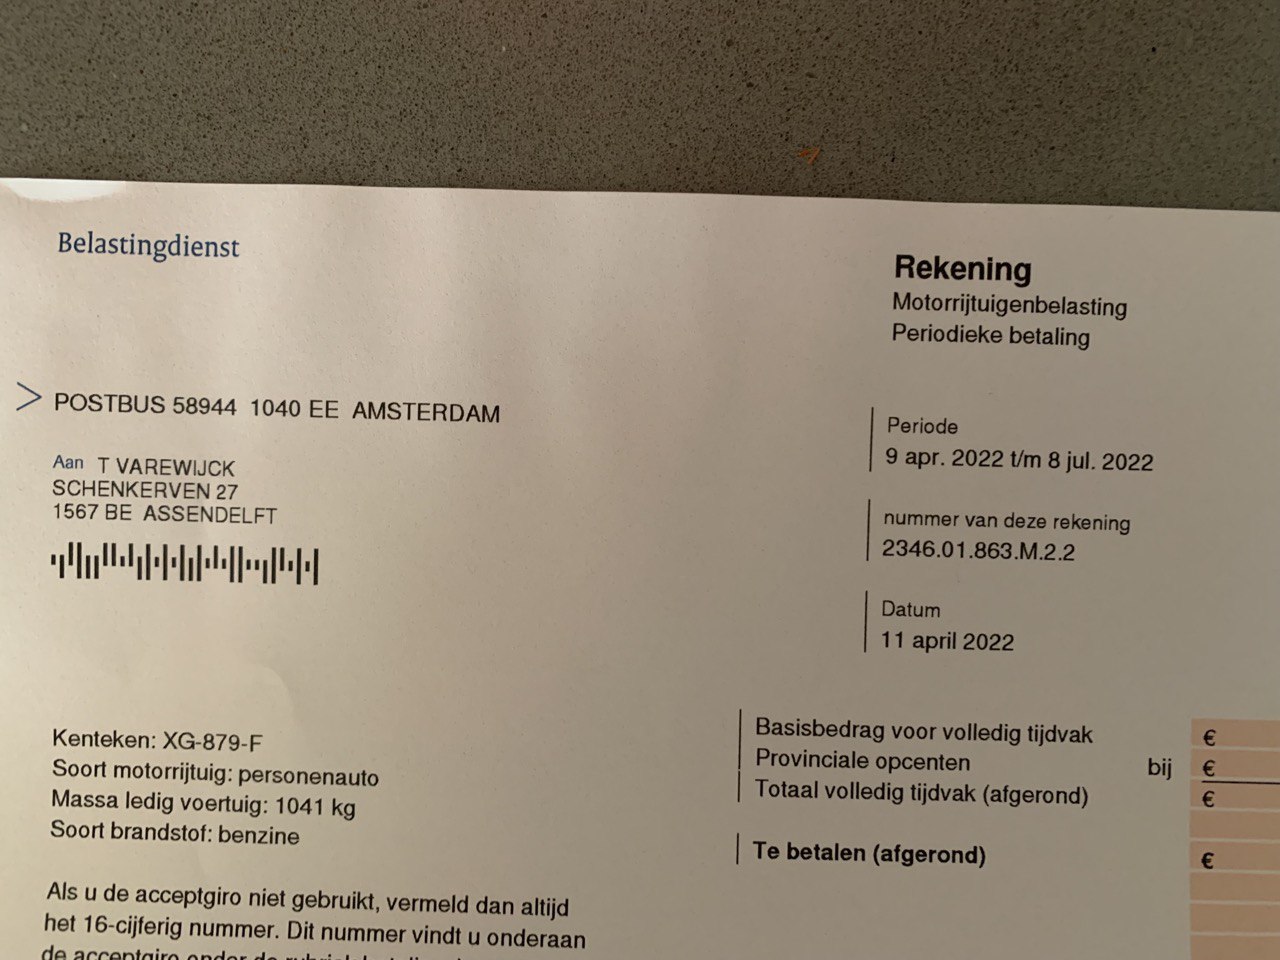 Belastingdienst
Rekening
Motorrijtuigenbelasting
Periodieke betaling
> POSTBUS 58944 1040 EE AMSTERDAM
Aan T VAREWIJCK
SCHENKERVEN 27
1567 BE ASSENDELFT
Periode
9 apr. 2022 t/m 8 jul. 2022
nummer van deze rekening
2346.01.863.M.2.2
Datum
11 april 2022
Kenteken: XG-879-F
Soort motorrijtuig: personenauto
Massa ledig voertuig: 1041 kg
Soort brandstof: benzine
Basisbedrag voor volledig tijdvak €
Provinciale opcenten bij €
Totaal volledig tijdvak (afgerond) €
Te betalen (afgerond) €
Als u de acceptgiro niet gebruikt, vermeld dan altijd
het 16-cijferig nummer. Dit nummer vindt u onderaan
de acceptgiro onder de